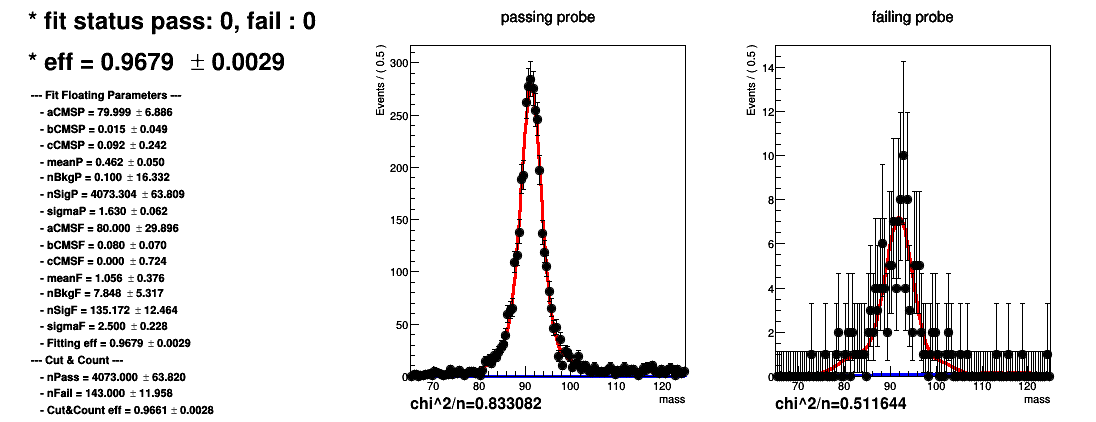 * fit status pass: 0, fail : 0
* eff = 0.9679 ± 0.0029
--- Fit Floating Parameters ---
- aCMSP = 79.999 ± 6.886
- bCMSP = 0.015 ± 0.049
- cCMSP = 0.092 ± 0.242
- meanP = 0.462 ± 0.050
- nBkgP = 0.100 ± 16.332
- nSigP = 4073.304 ± 63.809
- sigmaP = 1.630 ± 0.062
- aCMSF = 80.000 ± 29.896
- bCMSF = 0.080 ± 0.070
- cCMSF = 0.000 ± 0.724
- meanF = 1.056 ± 0.376
- nBkgF = 7.848 ± 5.317
- nSigF = 135.172 ± 12.464
- sigmaF = 2.500 ± 0.228
- Fitting eff = 0.9679 ± 0.0029
--- Cut & Count ---
- nPass = 4073.000 ± 63.820
- nFail = 143.000 ± 11.958
- Cut&Count eff = 0.9661 ± 0.0028
passing probe
Events / ( 0.5 )
300
250
200
150
100
50
0
70 80 90 100 110 120
mass
chi^2/n=0.833082
failing probe
Events / ( 0.5 )
14
12
10
8
6
4
2
0
70 80 90 100 110 120
mass
chi^2/n=0.511644